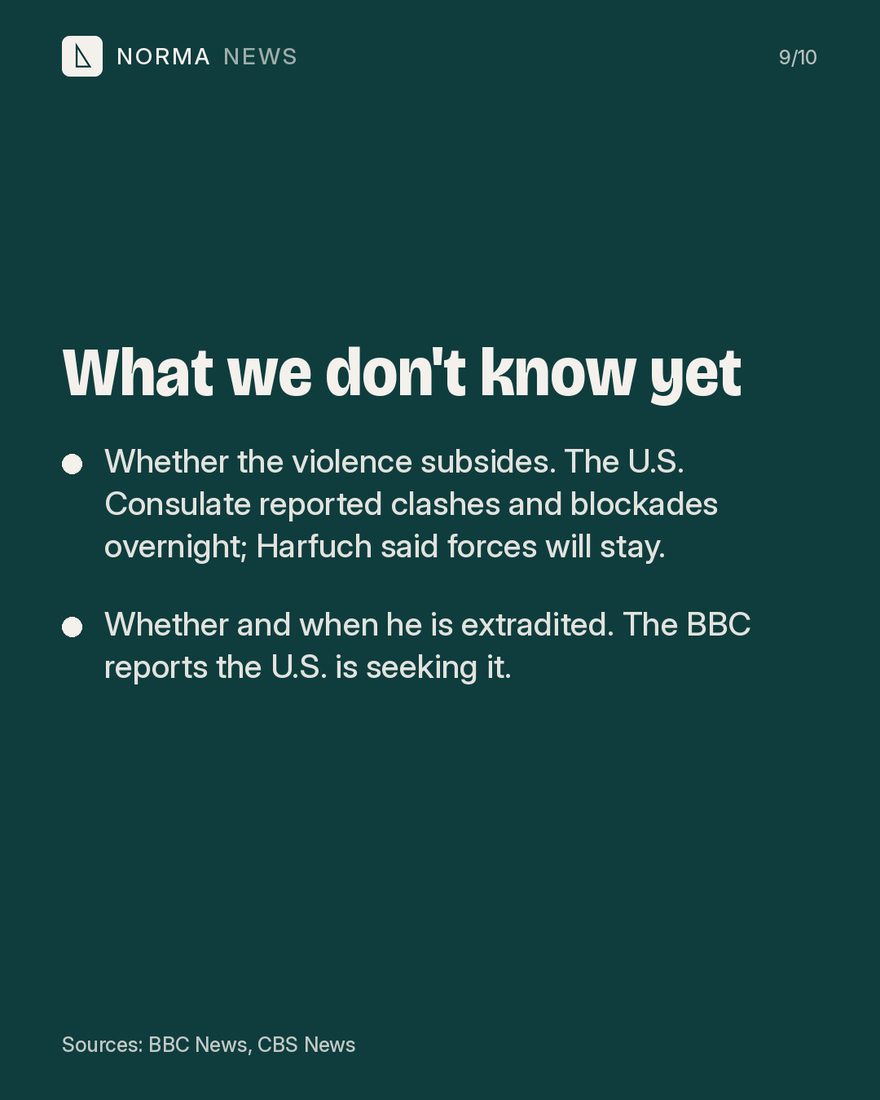 NORMA NEWS
9/10
What we don't know yet
Whether the violence subsides. The U.S.
Consulate reported clashes and blockades
overnight; Harfuch said forces will stay.
Whether and when he is extradited. The BBC
reports the U.S. is seeking it.
Sources: BBC News, CBS News